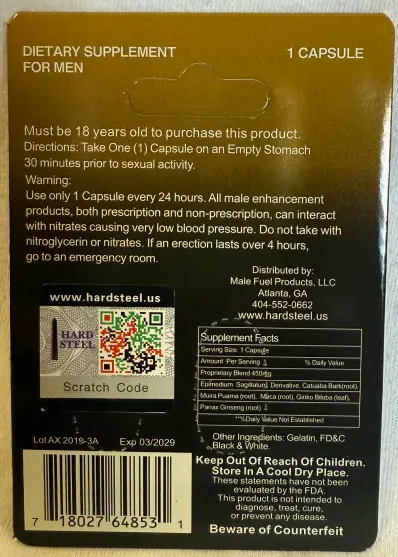 DIETARY SUPPLEMENT
FOR MEN
1 CAPSULE
Must be 18 years old to purchase this product.
Directions: Take One (1) Capsule on an Empty Stomach
30 minutes prior to sexual activity.
Warning:
Use only 1 Capsule every 24 hours. All male enhancement
products, both prescription and non-prescription, can interact
with nitrates causing very low blood pressure. Do not take with
nitroglycerin or nitrates. If an erection lasts over 4 hours,
go to an emergency room.
Distributed by:
Male Fuel Products, LLC
Atlanta, GA
404-552-0662
www.hardsteel.us
www.hardsteel.us
HARD
STEEL
Scratch Code
Supplement Facts
Serving Size: 1 Capsule
Amount Per Serving 1 % Daily Value
Proprietary Blend 450mg
Epimedium Sagittatum Derivative, Catuaba Bark(root),
Muira Puama (root), Maca (root), Ginko Biloba (leaf),
Panax Ginseng (root)
**%Daily Value Not Established
Other Ingredients: Gelatin, FD&C
Black & White.
Lot AX 2019-3A Exp 03/2029
7 18027 64853 1
Keep Out Of Reach Of Children.
Store In A Cool Dry Place.
These statements have not been
evaluated by the FDA.
This product is not intended to
diagnose, treat, cure,
or prevent any disease.
Beware of Counterfeit